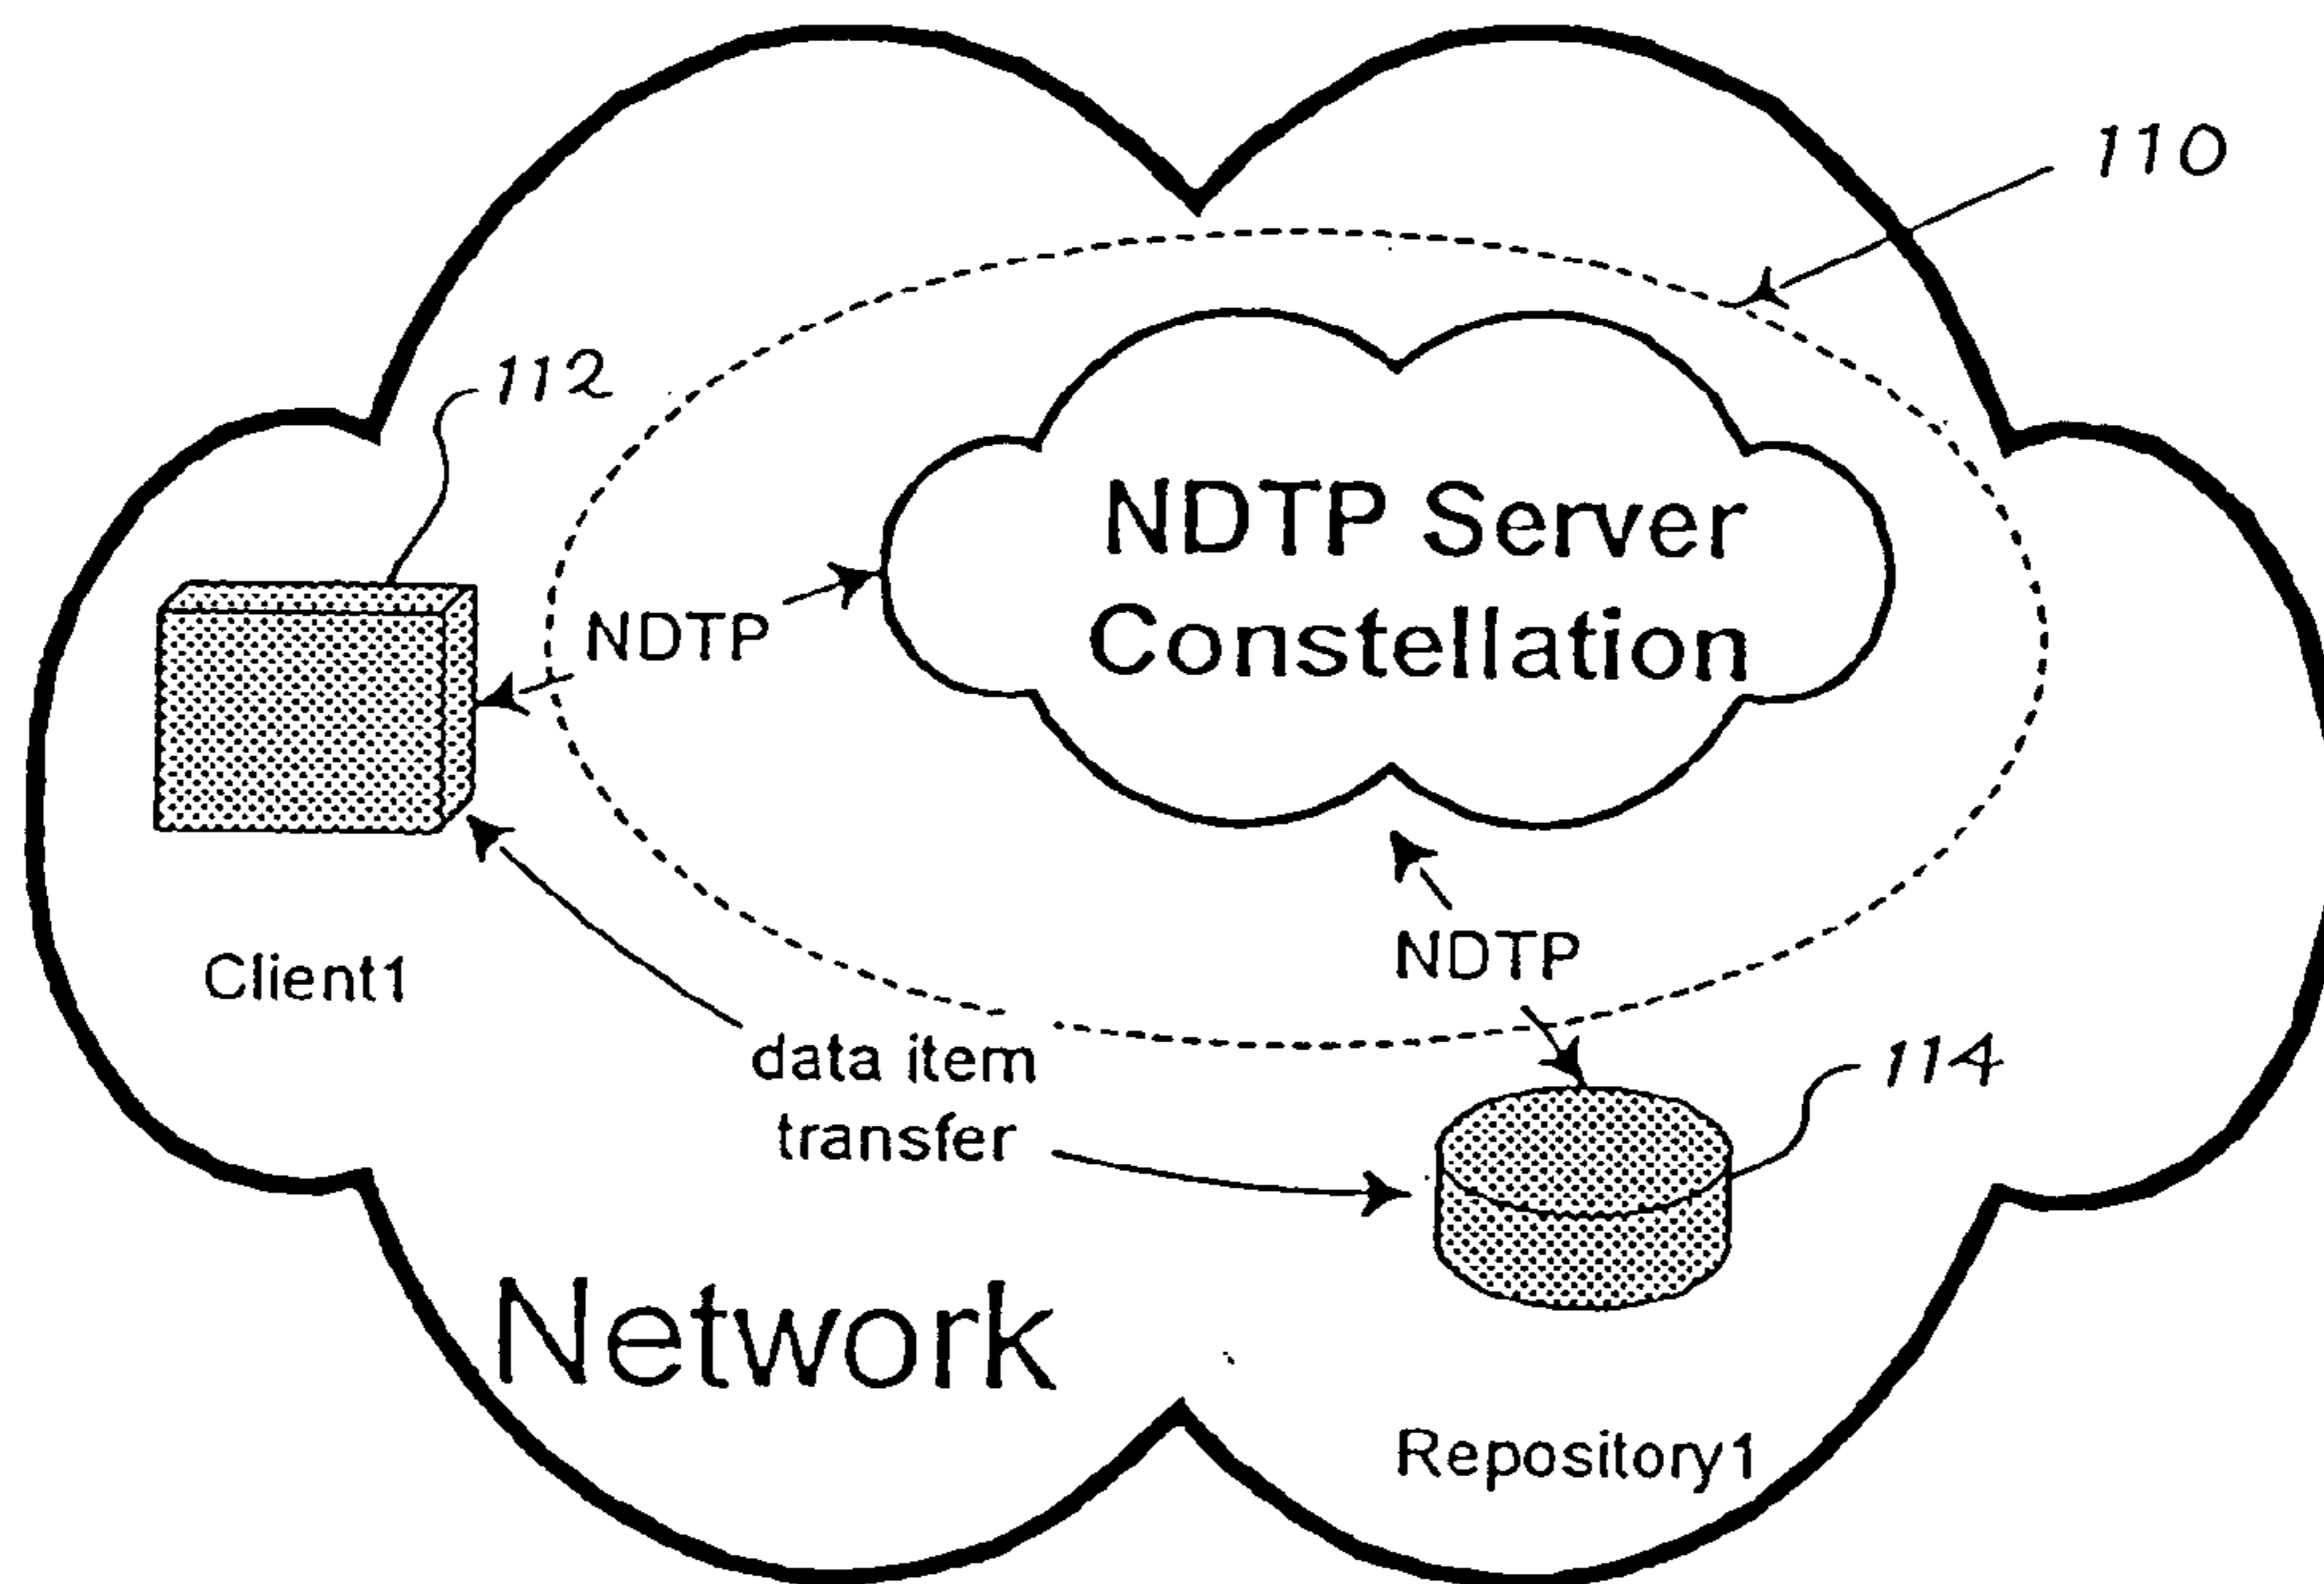 110
112
NDTP Server
Constellation
NDTP
Client1
NDTP
data item
transfer
114
Network
Repository1